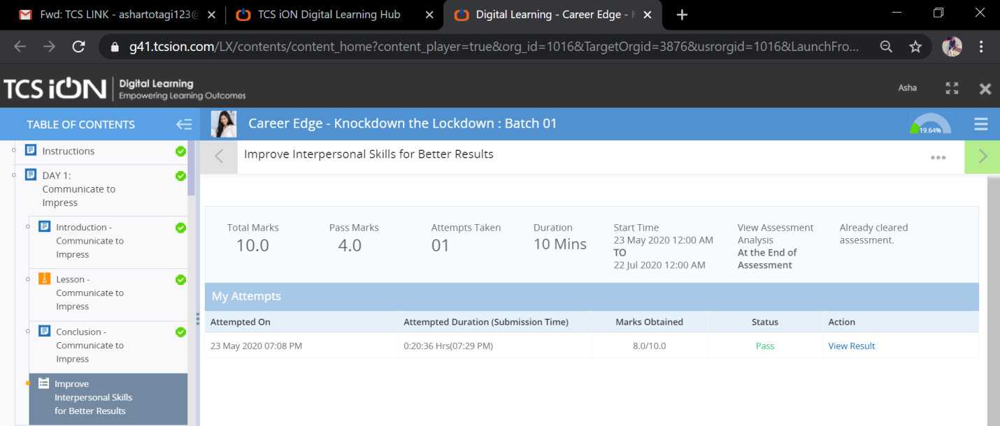 Fwd: TCS LINK - ashartotagi123@
TCS iON Digital Learning Hub
Digital Learning - Career Edge -
g41.tcsion.com/LX/contents/content_home?content_player=true&org_id=1016&TargetOrgid=3876&usrorgid=1016&LaunchFro...
TCS iON
Digital Learning
Empowering Learning Outcomes
Asha
TABLE OF CONTENTS
Career Edge - Knockdown the Lockdown : Batch 01
19.64%
Instructions
DAY 1:
Communicate to
Impress
Introduction -
Communicate to
Impress
Lesson -
Communicate to
Impress
Conclusion -
Communicate to
Impress
Improve
Interpersonal Skills
for Better Results
Improve Interpersonal Skills for Better Results
Total Marks
10.0
Pass Marks
4.0
Attempts Taken
01
Duration
10 Mins
Start Time
23 May 2020 12:00 AM
TO
22 Jul 2020 12:00 AM
View Assessment
Analysis
At the End of
Assessment
Already cleared
assessment.
My Attempts
Attempted On Attempted Duration (Submission Time) Marks Obtained Status Action
23 May 2020 07:08 PM 0:20:36 Hrs(07:29 PM) 8.0/10.0 Pass View Result